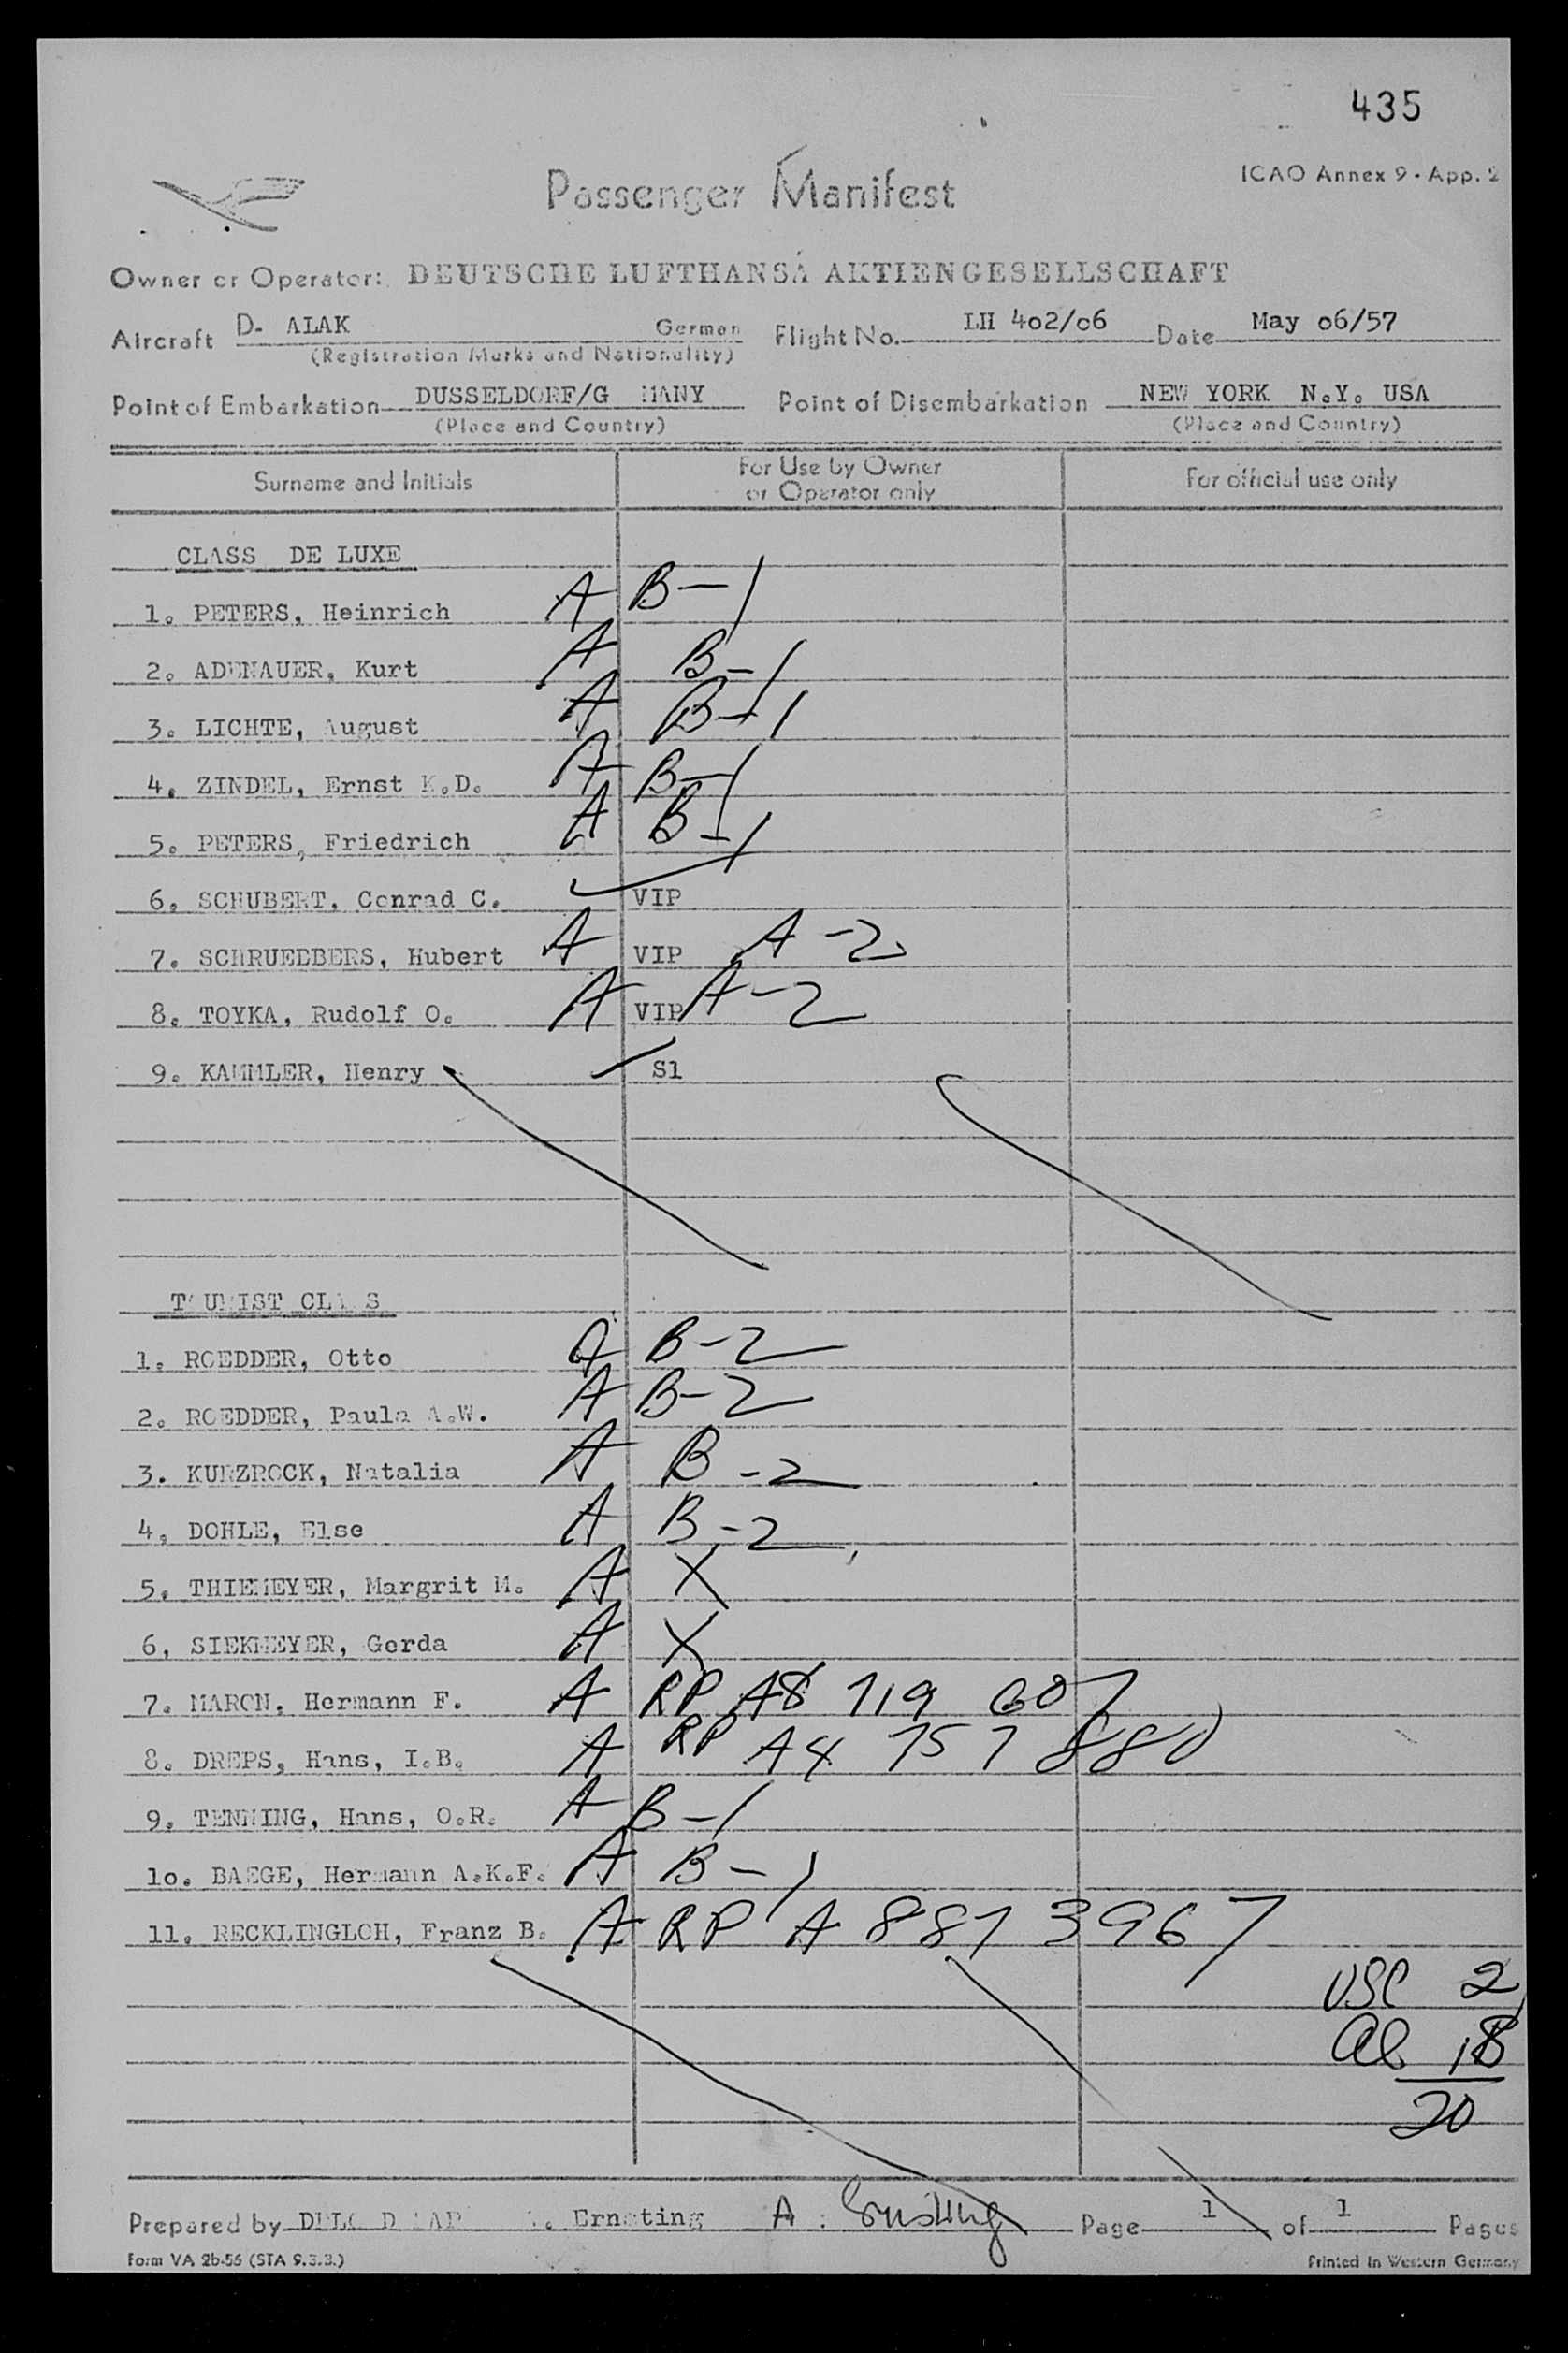 435
ICAO Annex 9 - App. 2
Passenger Manifest
Owner or Operator: DEUTSCHE LUFTHANSA AKTIENGESELLSCHAFT
Aircraft D- ALAK German Flight No. LH 402/06 Date May 06/57
(Registration Marks and Nationality)
Point of Embarkation DUSSELDORF/G MANY Point of Disembarkation NEW YORK N.Y. USA
(Place and Country) (Place and Country)
Surname and Initials For Use by Owner or Operator only For official use only
CLASS DE LUXE
1. PETERS, Heinrich A B-1
2. ADENAUER, Kurt A B-1
3. LICHTE, August A B-1
4. ZINDEL, Ernst K.D. A B-1
5. PETERS, Friedrich A B-1
6. SCHUBERT, Conrad C. VIP
7. SCHRUEDBERS, Hubert A VIP A-2
8. TOYKA, Rudolf O. A VIP A-2
9. KAMMLER, Henry S1
TOURIST CLASS
1. ROEDDER, Otto A B-2
2. ROEDDER, Paula A.W. A B-2
3. KURZROCK, Natalia A B-2
4. DOHLE, Else A B-2
5. THIEMEYER, Margrit M. A X
6. SIEKMEYER, Gerda A X
7. MARON, Hermann F. A RP A8 719 607
8. DREPS, Hans, I.B. A RP A4 757 880
9. TENNING, Hans, O.R. A B-1
10. BAEGE, Hermann A.K.F. A B-1
11. RECKLINGLOH, Franz B. A RP A 881 3967
USC 2
Al 18
20
Prepared by Ernsting A. Ernsting Page 1 of 1 Pages
Form VA 2b-56 (STA 9.3.3.) Printed in Western Germany